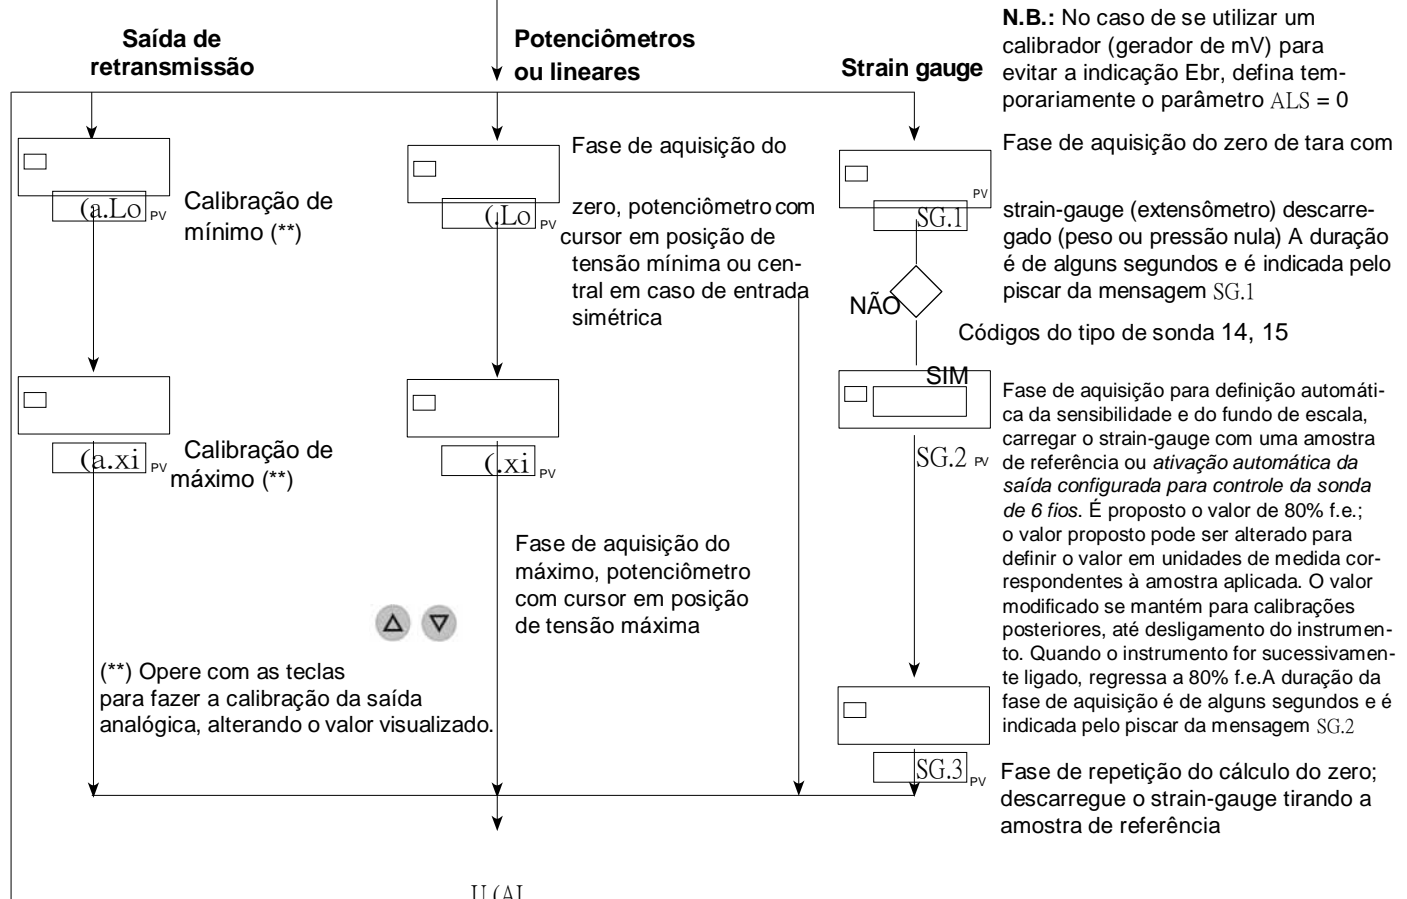 Saída de
retransmissão
(a.Lo PV
Calibração de
mínimo (**)
(a.xi PV
Calibração de
máximo (**)
(**) Opere com as teclas
para fazer a calibração da saída
analógica, alterando o valor visualizado.
Potenciômetros
ou lineares
Fase de aquisição do
(.Lo PV
zero, potenciômetro com
cursor em posição de
tensão mínima ou cen-
tral em caso de entrada
simétrica
(.xi PV
Fase de aquisição do
máximo, potenciômetro
com cursor em posição
de tensão máxima
U (AL
Strain gauge
N.B.: No caso de se utilizar um
calibrador (gerador de mV) para
evitar a indicação Ebr, defina tem-
porariamente o parâmetro ALS = 0
Fase de aquisição do zero de tara com
PV
SG.1
strain-gauge (extensômetro) descarre-
gado (peso ou pressão nula) A duração
é de alguns segundos e é indicada pelo
piscar da mensagem SG.1
NÃO
Códigos do tipo de sonda 14, 15
SIM
SG.2 PV
Fase de aquisição para definição automáti-
ca da sensibilidade e do fundo de escala,
carregar o strain-gauge com uma amostra
de referência ou ativação automática da
saída configurada para controle da sonda
de 6 fios. É proposto o valor de 80% f.e.;
o valor proposto pode ser alterado para
definir o valor em unidades de medida cor-
respondentes à amostra aplicada. O valor
modificado se mantém para calibrações
posteriores, até desligamento do instrumen-
to. Quando o instrumento for sucessivamen-
te ligado, regressa a 80% f.e.A duração da
fase de aquisição é de alguns segundos e é
indicada pelo piscar da mensagem SG.2
SG.3 PV
Fase de repetição do cálculo do zero;
descarregue o strain-gauge tirando a
amostra de referência